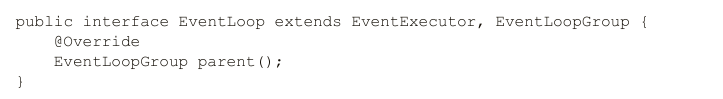 public interface EventLoop extends EventExecutor, EventLoopGroup {
    @Override
    EventLoopGroup parent();
}